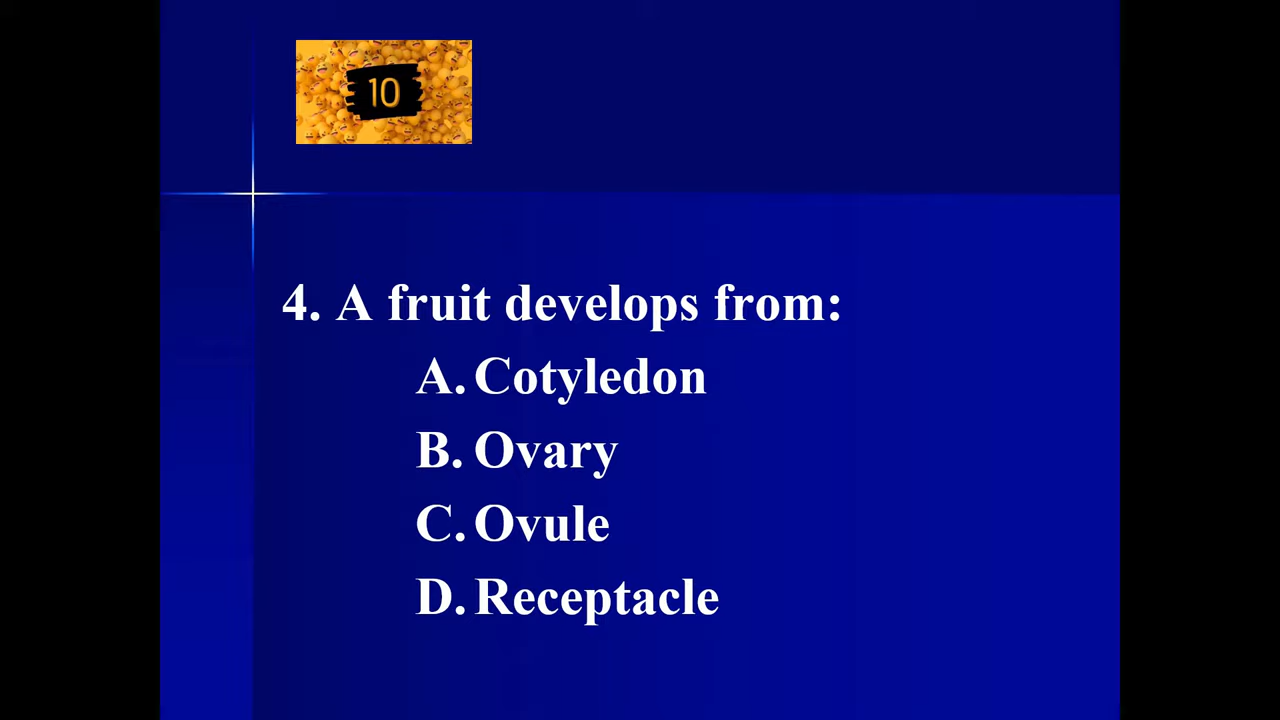 10
4. A fruit develops from:
A. Cotyledon
B. Ovary
C. Ovule
D. Receptacle